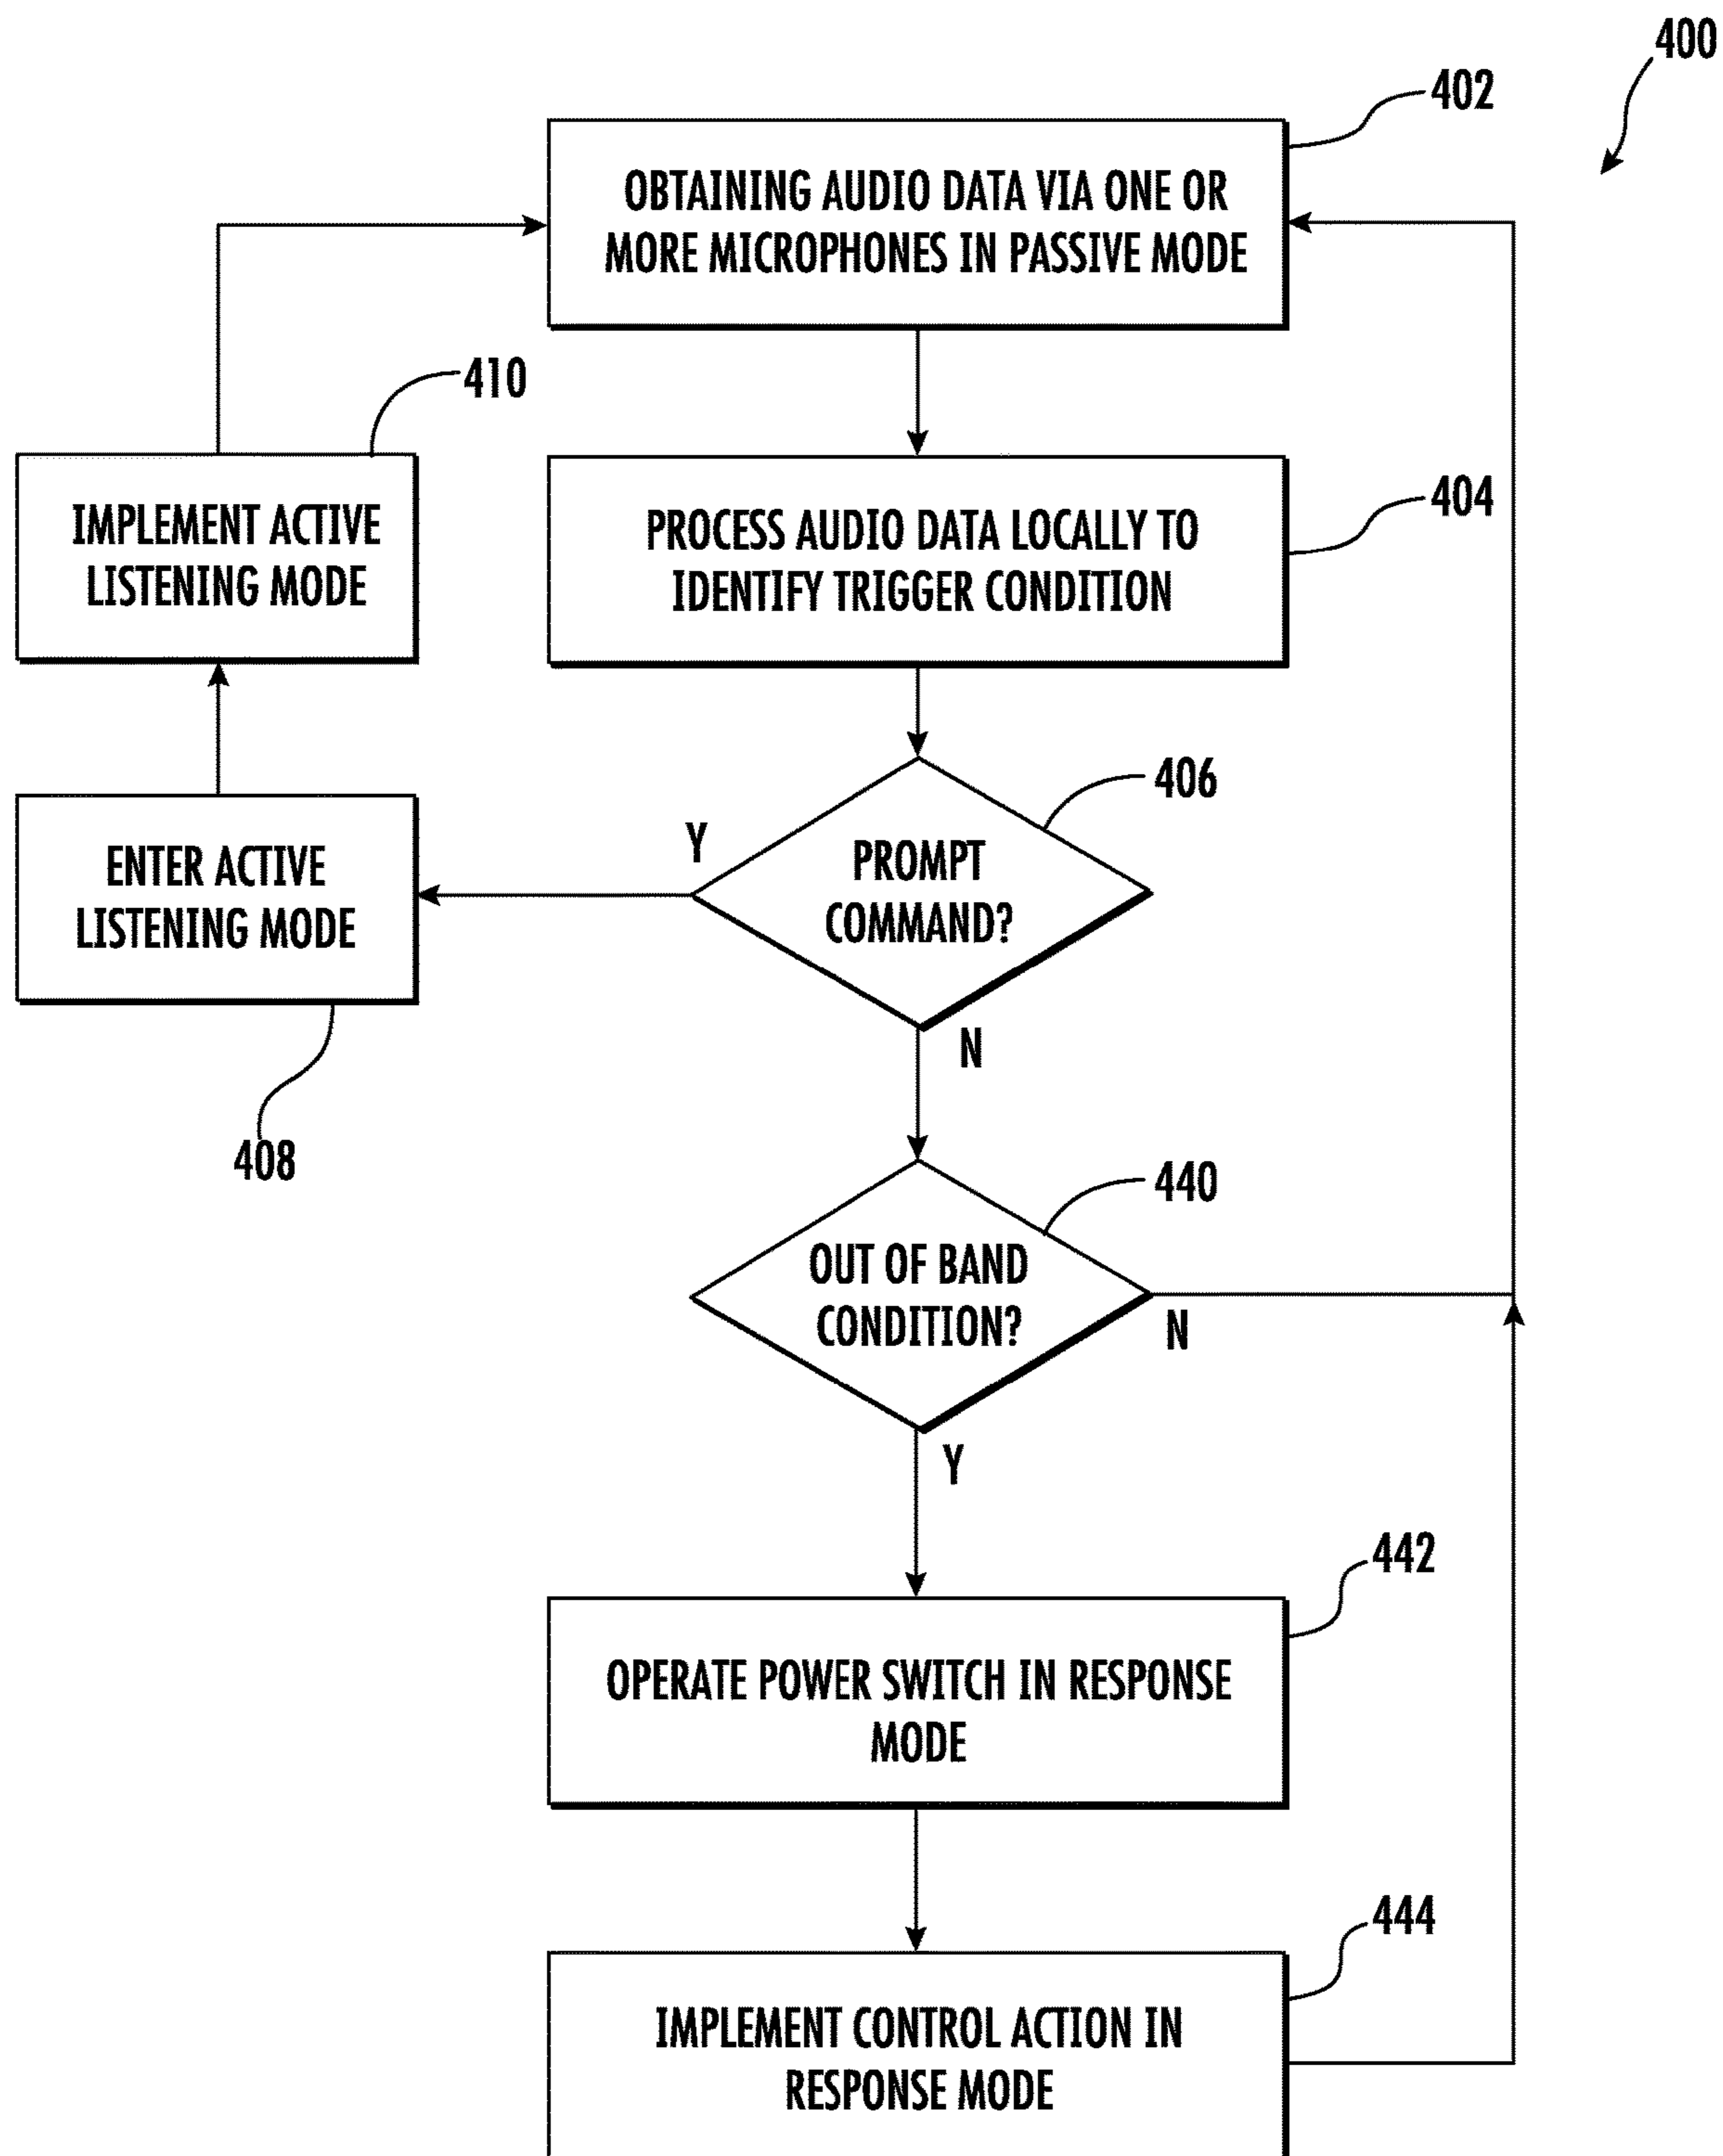 400
402
OBTAINING AUDIO DATA VIA ONE OR
MORE MICROPHONES IN PASSIVE MODE
410
IMPLEMENT ACTIVE
LISTENING MODE
404
PROCESS AUDIO DATA LOCALLY TO
IDENTIFY TRIGGER CONDITION
406
Y
PROMPT
COMMAND?
ENTER ACTIVE
LISTENING MODE
N
408
440
OUT OF BAND
CONDITION?
N
Y
442
OPERATE POWER SWITCH IN RESPONSE
MODE
444
IMPLEMENT CONTROL ACTION IN
RESPONSE MODE